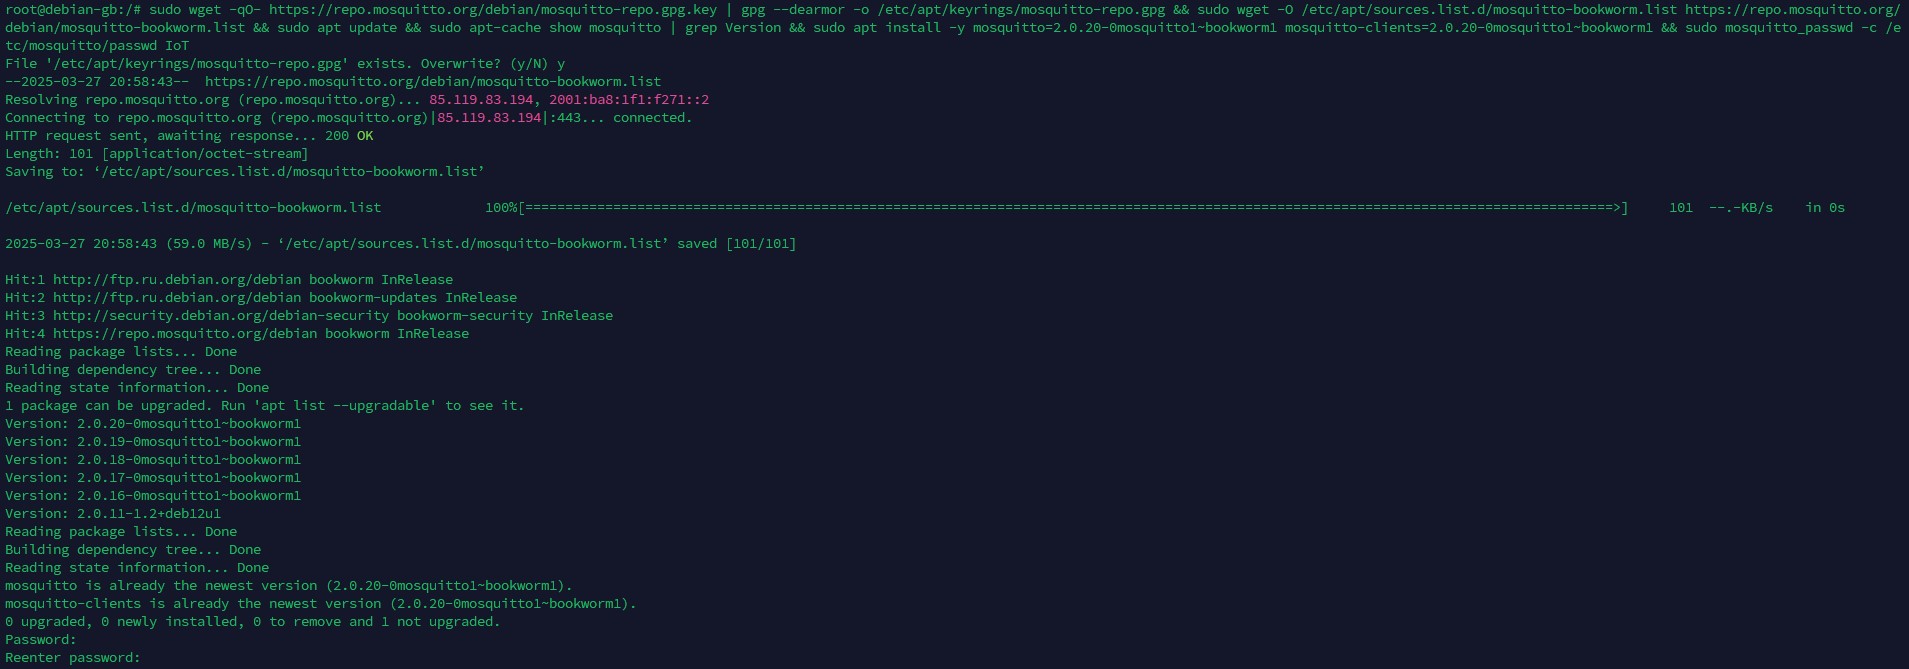 root@debian-gb:/# sudo wget -qO- https://repo.mosquitto.org/debian/mosquitto-repo.gpg.key | gpg --dearmor -o /etc/apt/keyrings/mosquitto-repo.gpg && sudo wget -O /etc/apt/sources.list.d/mosquitto-bookworm.list https://repo.mosquitto.org/
debian/mosquitto-bookworm.list && sudo apt update && sudo apt-cache show mosquitto | grep Version && sudo apt install -y mosquitto=2.0.20-0mosquitto1~bookworm1 mosquitto-clients=2.0.20-0mosquitto1~bookworm1 && sudo mosquitto_passwd -c /e
tc/mosquitto/passwd IoT
File '/etc/apt/keyrings/mosquitto-repo.gpg' exists. Overwrite? (y/N) y
--2025-03-27 20:58:43--  https://repo.mosquitto.org/debian/mosquitto-bookworm.list
Resolving repo.mosquitto.org (repo.mosquitto.org)... 85.119.83.194, 2001:ba8:1f1:f271::2
Connecting to repo.mosquitto.org (repo.mosquitto.org)|85.119.83.194|:443... connected.
HTTP request sent, awaiting response... 200 OK
Length: 101 [application/octet-stream]
Saving to: ‘/etc/apt/sources.list.d/mosquitto-bookworm.list’
/etc/apt/sources.list.d/mosquitto-bookworm.list 100%[========================================================================================================================================>] 101 --.-KB/s in 0s
2025-03-27 20:58:43 (59.0 MB/s) - ‘/etc/apt/sources.list.d/mosquitto-bookworm.list’ saved [101/101]
Hit:1 http://ftp.ru.debian.org/debian bookworm InRelease
Hit:2 http://ftp.ru.debian.org/debian bookworm-updates InRelease
Hit:3 http://security.debian.org/debian-security bookworm-security InRelease
Hit:4 https://repo.mosquitto.org/debian bookworm InRelease
Reading package lists... Done
Building dependency tree... Done
Reading state information... Done
1 package can be upgraded. Run 'apt list --upgradable' to see it.
Version: 2.0.20-0mosquitto1~bookworm1
Version: 2.0.19-0mosquitto1~bookworm1
Version: 2.0.18-0mosquitto1~bookworm1
Version: 2.0.17-0mosquitto1~bookworm1
Version: 2.0.16-0mosquitto1~bookworm1
Version: 2.0.11-1.2+deb12u1
Reading package lists... Done
Building dependency tree... Done
Reading state information... Done
mosquitto is already the newest version (2.0.20-0mosquitto1~bookworm1).
mosquitto-clients is already the newest version (2.0.20-0mosquitto1~bookworm1).
0 upgraded, 0 newly installed, 0 to remove and 1 not upgraded.
Password:
Reenter password: